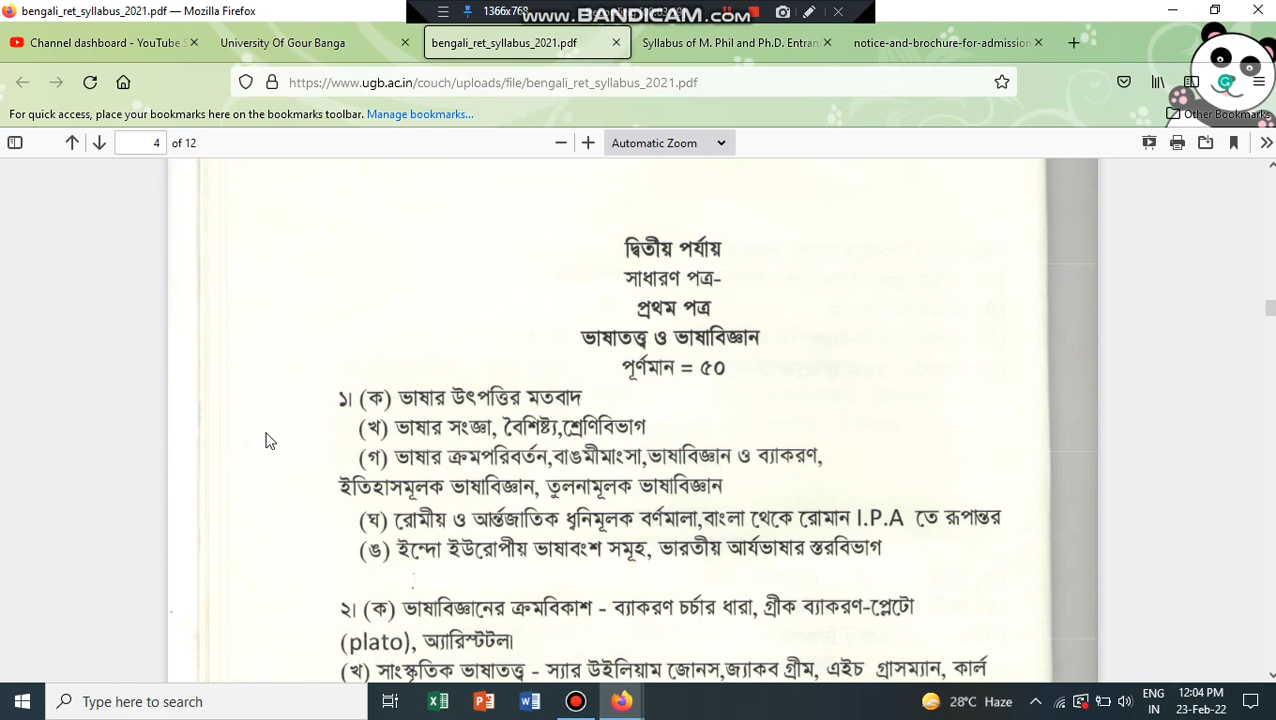 bengali_ret_syllabus_2021.pdf — Mozilla Firefox
1366x768
www.BANDICAM.com
Channel dashboard - YouTube S
University Of Gour Banga
bengali_ret_syllabus_2021.pdf
Syllabus of M. Phil and Ph.D. Entran
notice-and-brochure-for-admission
https://www.ugb.ac.in/couch/uploads/file/bengali_ret_syllabus_2021.pdf
For quick access, place your bookmarks here on the bookmarks toolbar. Manage bookmarks...
Other Bookmarks
4 of 12
Automatic Zoom
দ্বিতীয় পর্যায়
সাধারণ পত্র-
প্রথম পত্র
ভাষাতত্ত্ব ও ভাষাবিজ্ঞান
পূর্ণমান = ৫০
১। (ক) ভাষার উৎপত্তির মতবাদ
(খ) ভাষার সংজ্ঞা, বৈশিষ্ট্য,শ্রেণিবিভাগ
(গ) ভাষার ক্রমপরিবর্তন,বাঙমীমাংসা,ভাষাবিজ্ঞান ও ব্যাকরণ,
ইতিহাসমূলক ভাষাবিজ্ঞান, তুলনামূলক ভাষাবিজ্ঞান
(ঘ) রোমীয় ও আর্ন্তজাতিক ধ্বনিমূলক বর্ণমালা,বাংলা থেকে রোমান I.P.A তে রূপান্তর
(ঙ) ইন্দো ইউরোপীয় ভাষাবংশ সমূহ, ভারতীয় আর্যভাষার স্তরবিভাগ
২। (ক) ভাষাবিজ্ঞানের ক্রমবিকাশ - ব্যাকরণ চর্চার ধারা, গ্রীক ব্যাকরণ-প্লেটো
(plato), অ্যারিস্টটল।
(খ) সাংস্কৃতিক ভাষাতত্ত্ব - স্যার উইলিয়াম জোনস,জ্যাকব গ্রীম, এইচ গ্রাসম্যান, কার্ল
Type here to search
28°C Haze
ENG
IN
12:04 PM
23-Feb-22